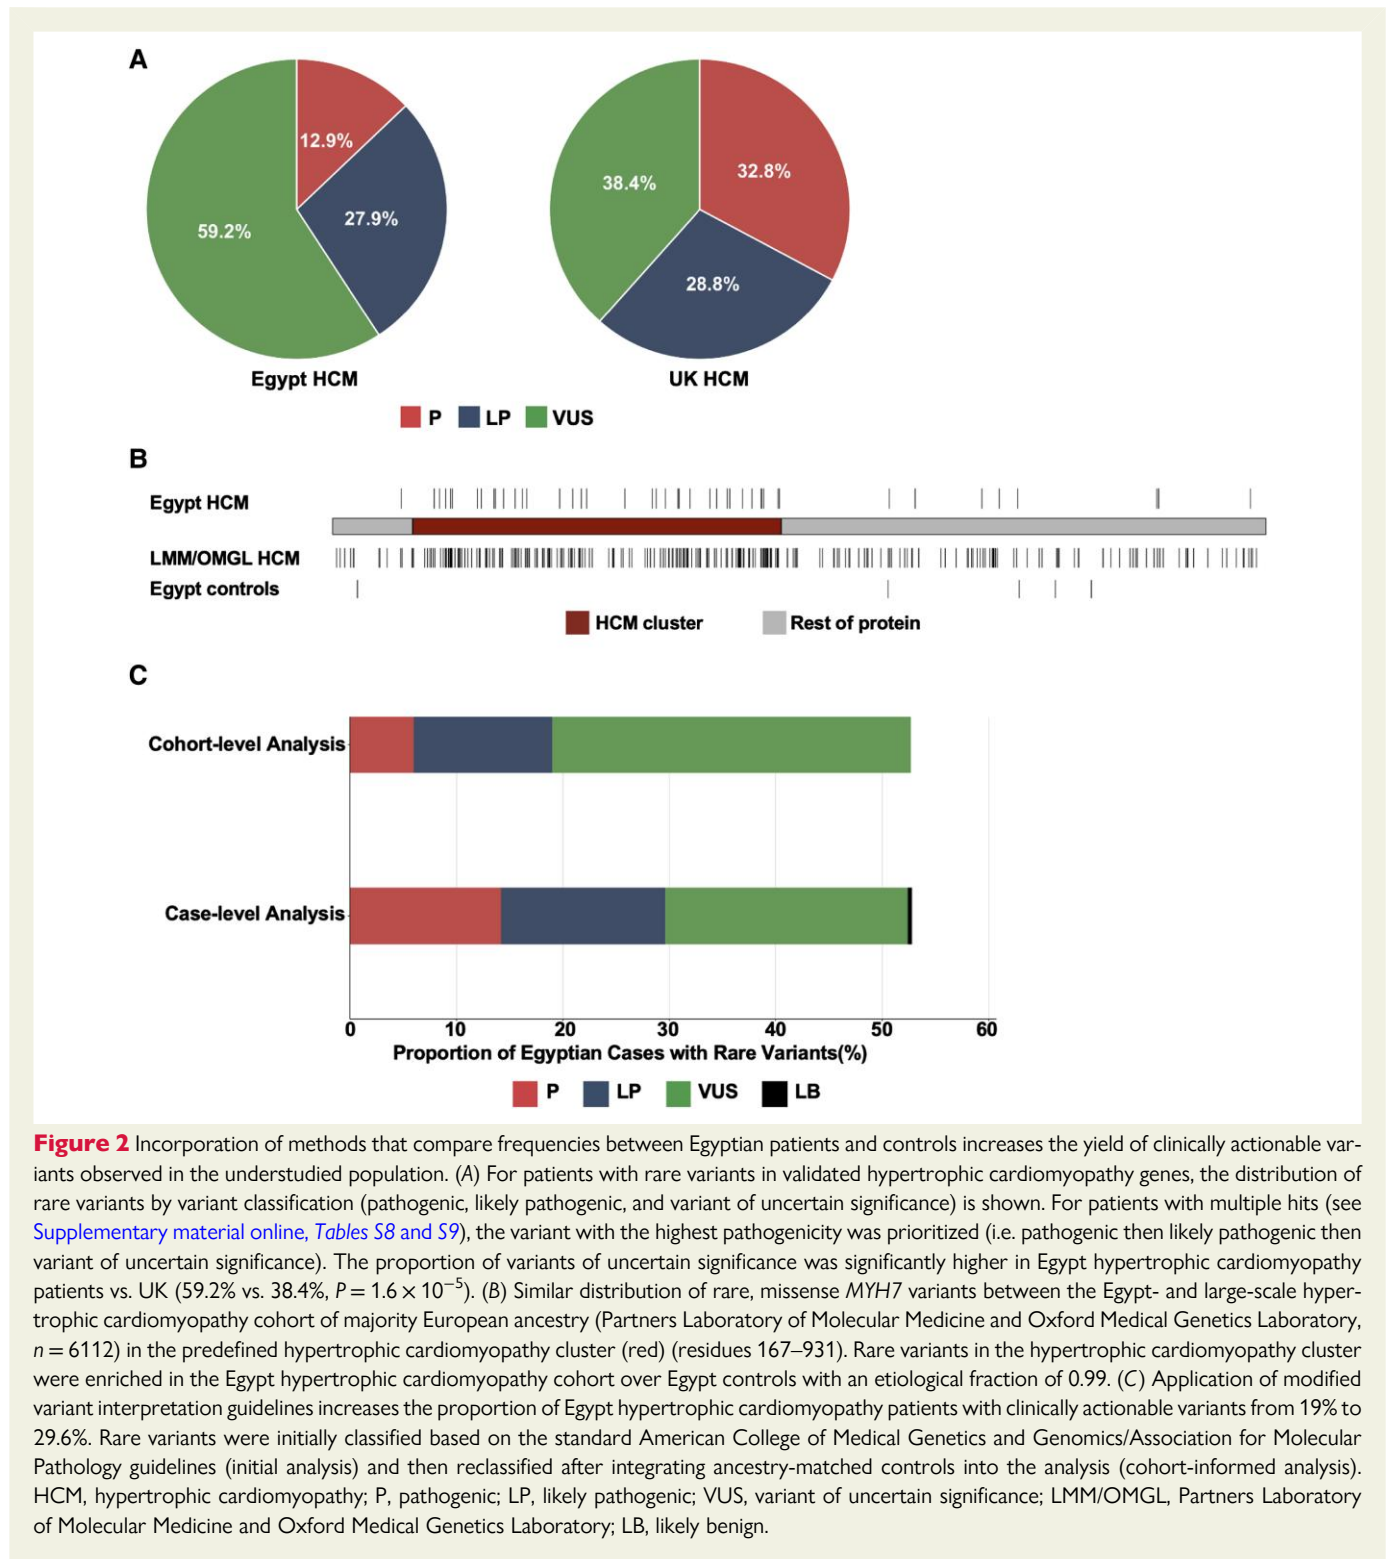 A
12.9%
27.9%
59.2%
32.8%
38.4%
28.8%
Egypt HCM
UK HCM
P LP VUS
B
Egypt HCM
LMM/OMGL HCM
Egypt controls
HCM cluster Rest of protein
C
Cohort-level Analysis
Case-level Analysis
0 10 20 30 40 50 60
Proportion of Egyptian Cases with Rare Variants(%)
P LP VUS LB
Figure 2 Incorporation of methods that compare frequencies between Egyptian patients and controls increases the yield of clinically actionable var-
iants observed in the understudied population. (A) For patients with rare variants in validated hypertrophic cardiomyopathy genes, the distribution of
rare variants by variant classification (pathogenic, likely pathogenic, and variant of uncertain significance) is shown. For patients with multiple hits (see
Supplementary material online, Tables S8 and S9), the variant with the highest pathogenicity was prioritized (i.e. pathogenic then likely pathogenic then
variant of uncertain significance). The proportion of variants of uncertain significance was significantly higher in Egypt hypertrophic cardiomyopathy
patients vs. UK (59.2% vs. 38.4%, P = 1.6 × 10⁻⁵). (B) Similar distribution of rare, missense MYH7 variants between the Egypt- and large-scale hyper-
trophic cardiomyopathy cohort of majority European ancestry (Partners Laboratory of Molecular Medicine and Oxford Medical Genetics Laboratory,
n = 6112) in the predefined hypertrophic cardiomyopathy cluster (red) (residues 167–931). Rare variants in the hypertrophic cardiomyopathy cluster
were enriched in the Egypt hypertrophic cardiomyopathy cohort over Egypt controls with an etiological fraction of 0.99. (C) Application of modified
variant interpretation guidelines increases the proportion of Egypt hypertrophic cardiomyopathy patients with clinically actionable variants from 19% to
29.6%. Rare variants were initially classified based on the standard American College of Medical Genetics and Genomics/Association for Molecular
Pathology guidelines (initial analysis) and then reclassified after integrating ancestry-matched controls into the analysis (cohort-informed analysis).
HCM, hypertrophic cardiomyopathy; P, pathogenic; LP, likely pathogenic; VUS, variant of uncertain significance; LMM/OMGL, Partners Laboratory
of Molecular Medicine and Oxford Medical Genetics Laboratory; LB, likely benign.